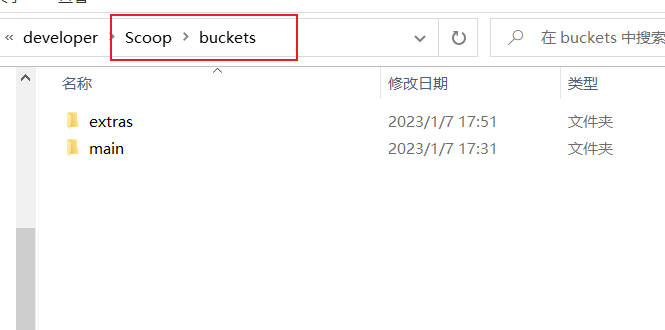 « developer > Scoop > buckets
在 buckets 中搜索
名称 修改日期 类型
extras 2023/1/7 17:51 文件夹
main 2023/1/7 17:31 文件夹